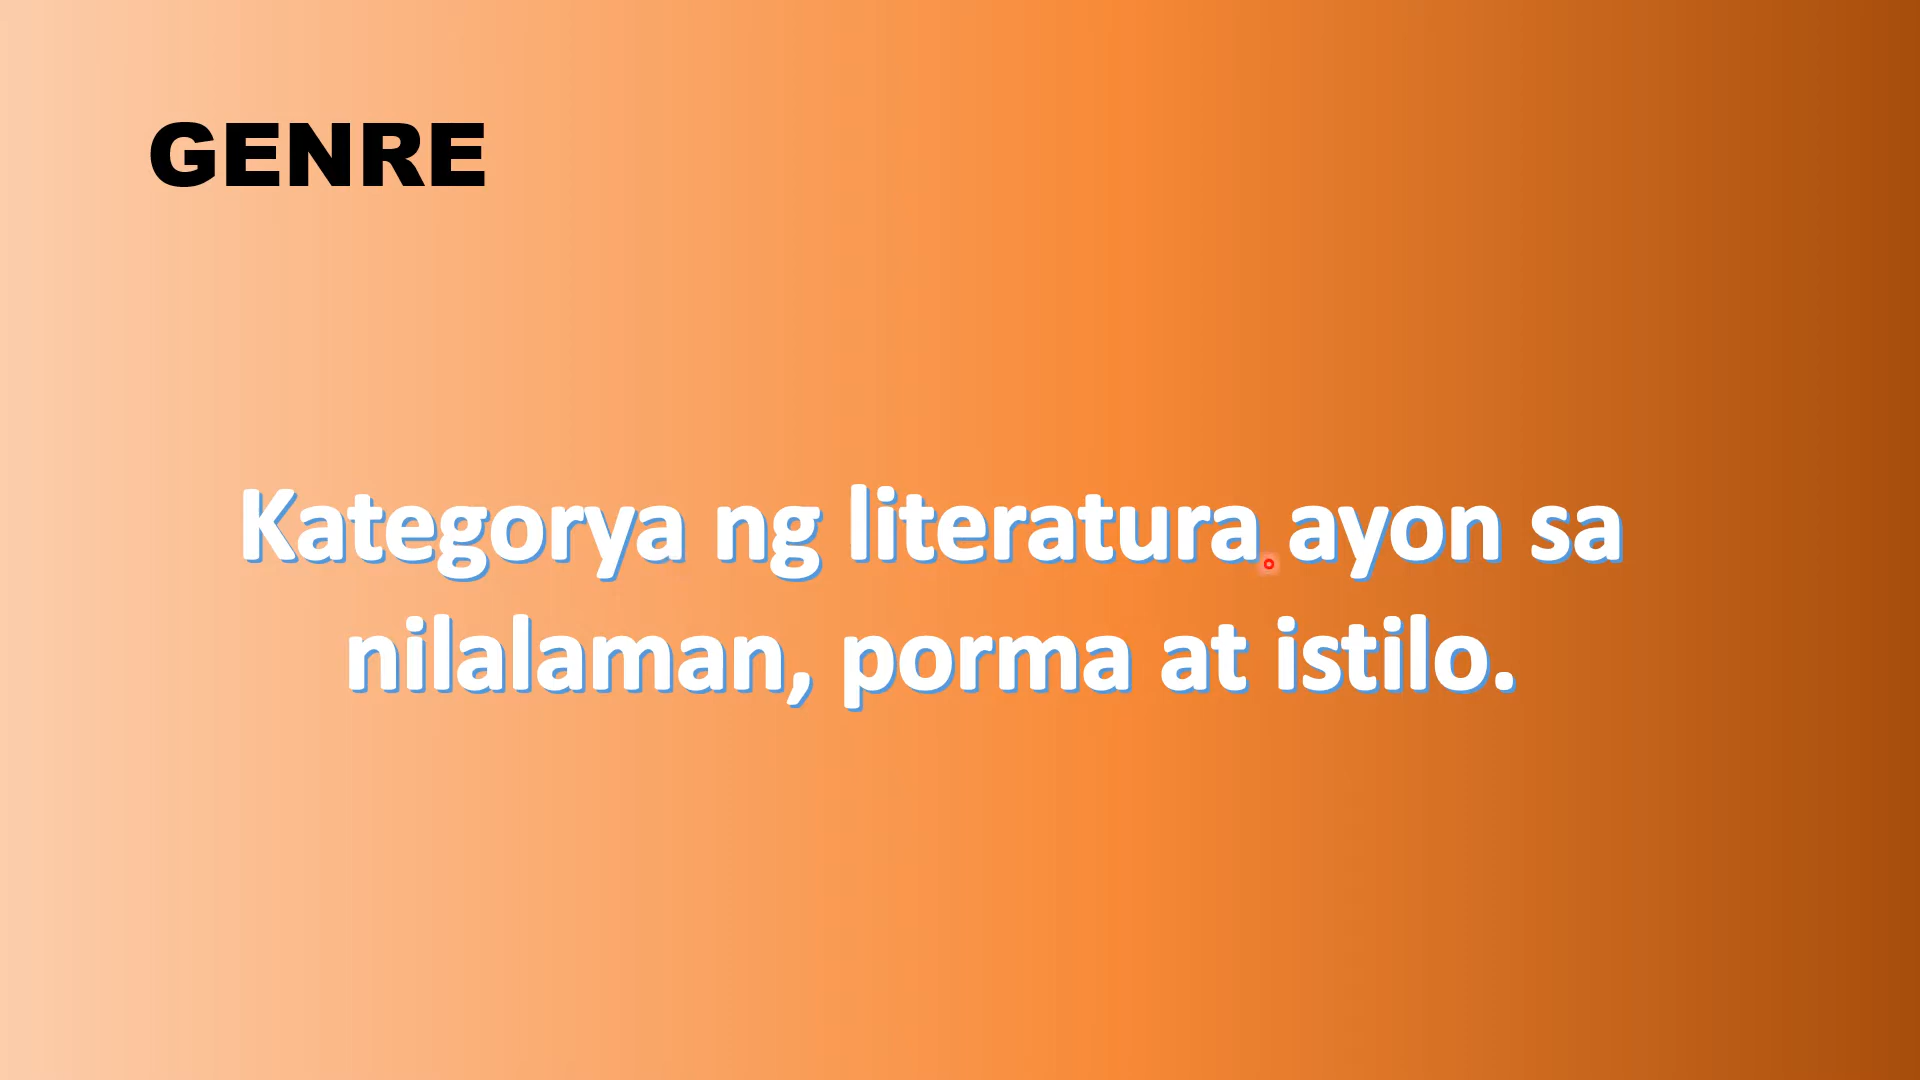 GENRE
Kategorya ng literatura ayon sa
nilalaman, porma at istilo.